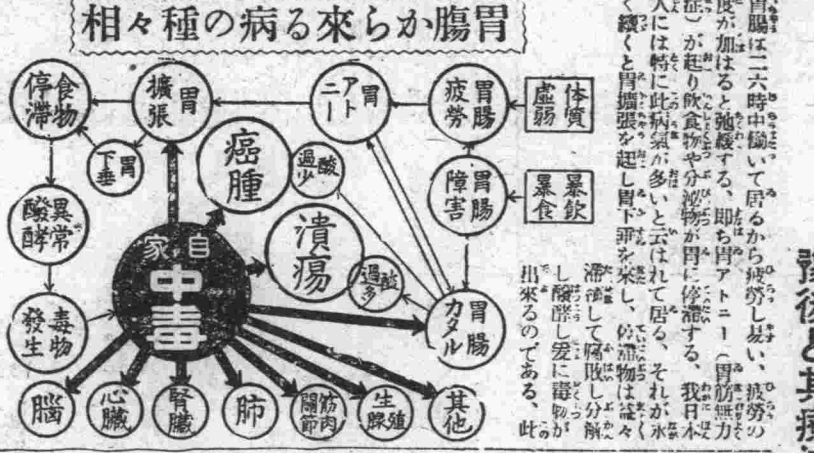 豫後と其療
胃腸は二六時中働いて居るから疲勞し易い、疲勞の
度が加はると弛緩する、即ち胃アトニー(胃筋無力
症)が起り飲食物や分泌物が胃に停滯する、我日本
人には特に此病氣が多いと云はれて居る、それが永
く續くと胃擴張を起し胃下垂を來し、停滯物は益々
滯積して腐敗し分解
し醱酵し爰に毒物が
出來るのである、此
胃腸から來る病の種々相
体質
虛弱
胃腸
疲勞
胃
アト
ニー
胃
擴張
食物
停滯
暴飲
暴食
胃腸
障害
酸
過少
癌腫
胃
下垂
異常
醱酵
胃腸
カタル
酸
過多
潰瘍
自家
中毒
毒物
發生
其他
生殖
腺
筋肉
關節
肺
腎臟
心臟
腦